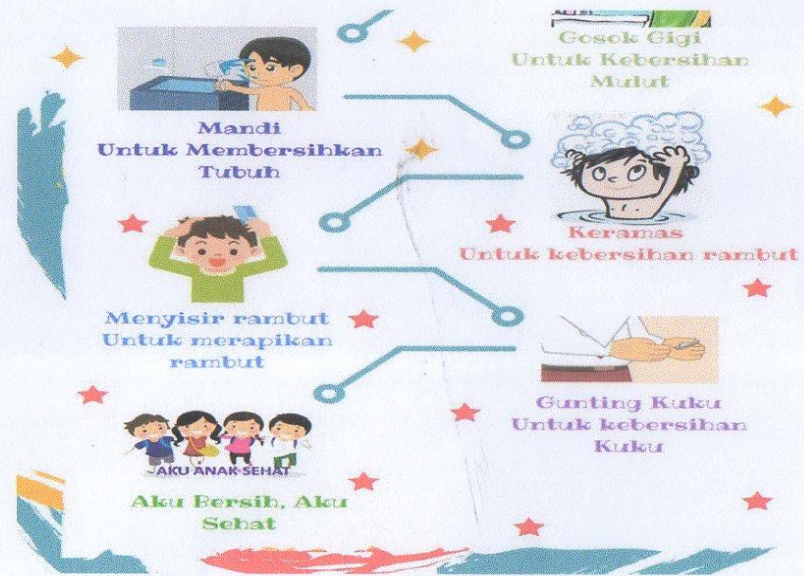 Gosok Gigi
Untuk Kebersihan
Mulut
Mandi
Untuk Membersihkan
Tubuh
Keramas
Untuk kebersihan rambut
Menyisir rambut
Untuk merapikan
rambut
Gunting Kuku
Untuk kebersihan
Kuku
AKU ANAK SEHAT
Aku Bersih, Aku
Sehat